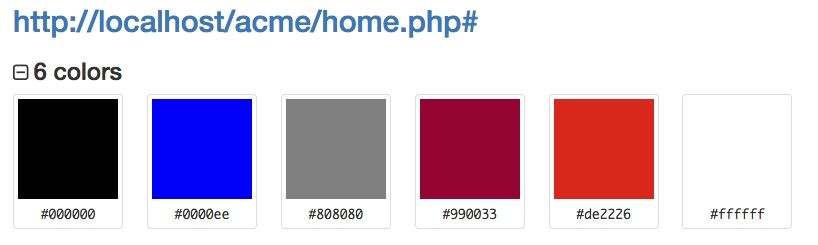 http://localhost/acme/home.php#
6 colors
#000000 #0000ee #808080 #990033 #de2226 #ffffff